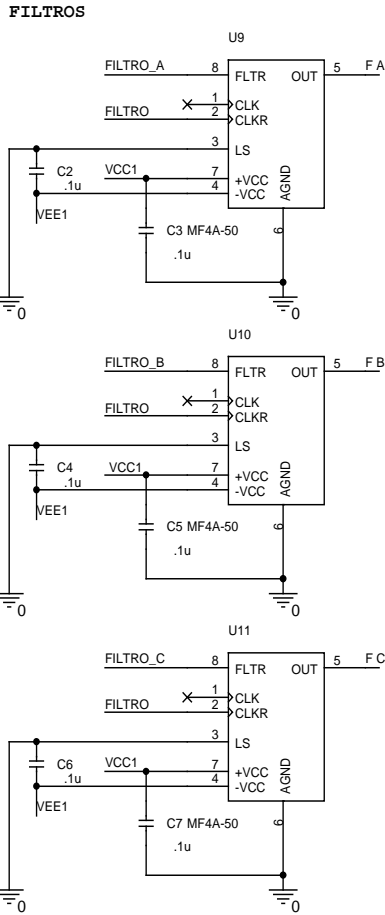 FILTROS
U9
FILTRO_A 8 FLTR OUT 5 F A
1 CLK
FILTRO 2 CLKR
3 LS
C2 VCC1 7 +VCC
.1u 4 -VCC AGND
VEE1
C3 MF4A-50 6
.1u
0 0
U10
FILTRO_B 8 FLTR OUT 5 F B
1 CLK
FILTRO 2 CLKR
3 LS
C4 VCC1 7 +VCC
.1u 4 -VCC AGND
VEE1
C5 MF4A-50 6
.1u
0 0
U11
FILTRO_C 8 FLTR OUT 5 F C
1 CLK
FILTRO 2 CLKR
3 LS
C6 VCC1 7 +VCC
.1u 4 -VCC AGND
VEE1
C7 MF4A-50 6
.1u
0 0